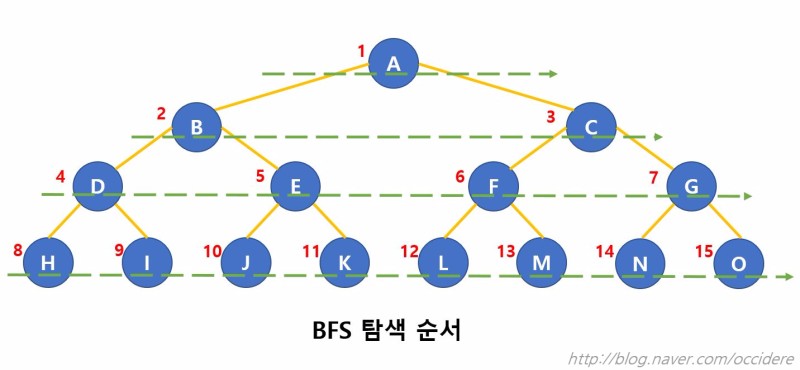 1 A
2 B 3 C
4 D 5 E 6 F 7 G
8 H 9 I 10 J 11 K 12 L 13 M 14 N 15 O
BFS 탐색 순서
http://blog.naver.com/occidere